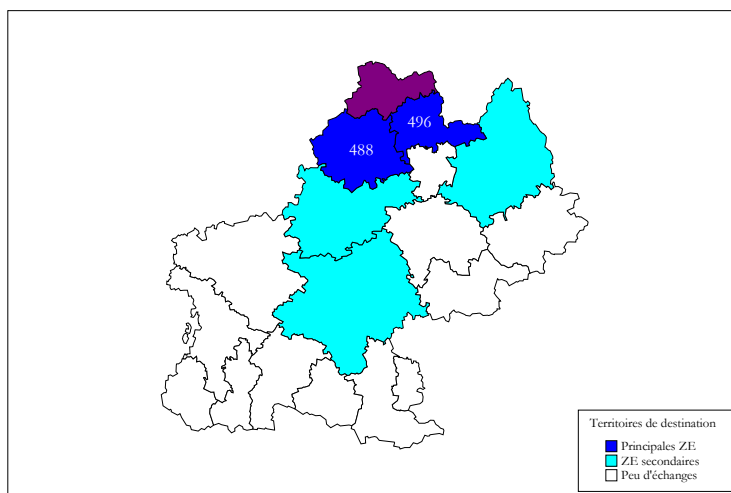 496
488
Territoires de destination
Principales ZE
ZE secondaires
Peu d'échanges